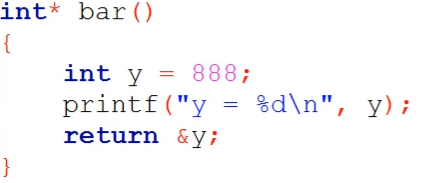 int* bar()
{
    int y = 888;
    printf("y = %d\n", y);
    return &y;
}